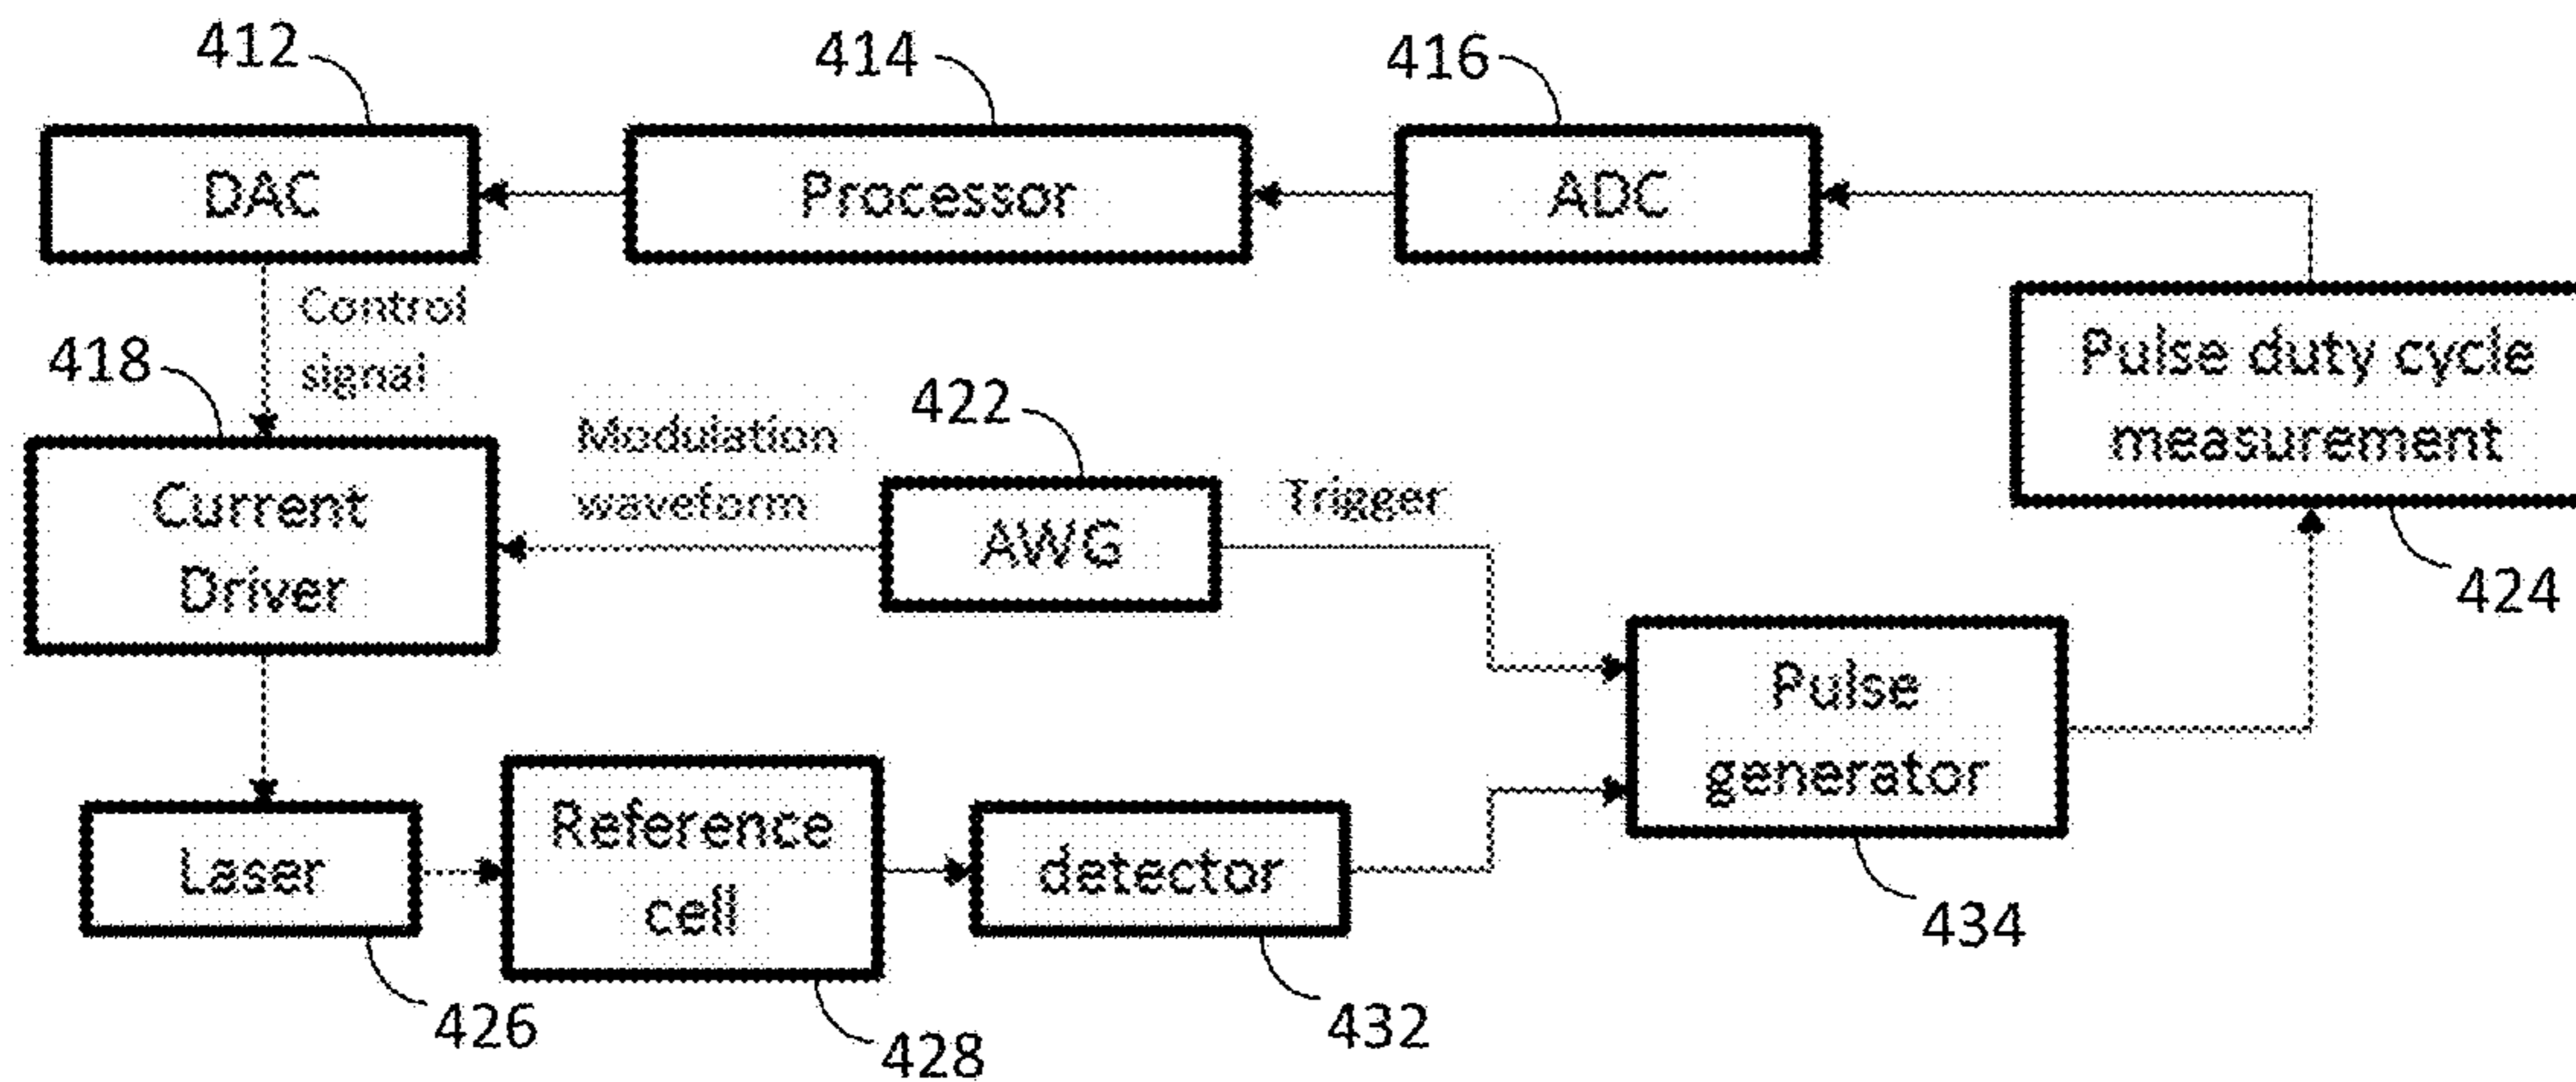 412
414
416
DAC
Processor
ADC
Control
signal
418
Modulation
waveform
422
Trigger
Pulse duty cycle
measurement
Current
Driver
AWG
424
Pulse
generator
Laser
Reference
cell
detector
434
426
428
432